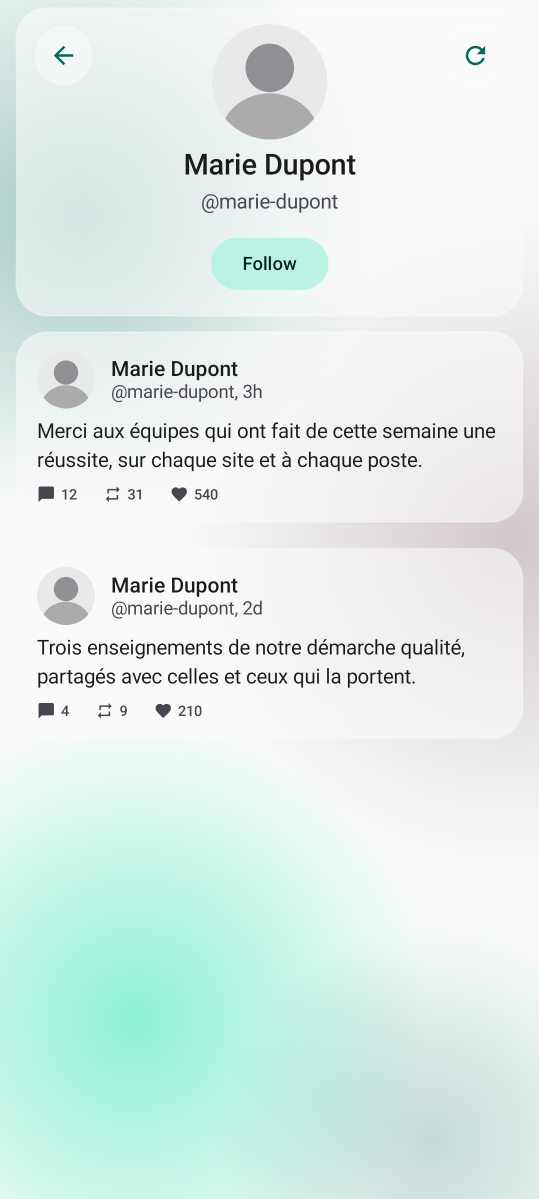 Marie Dupont
@marie-dupont
Follow
Marie Dupont
@marie-dupont, 3h
Merci aux équipes qui ont fait de cette semaine une
réussite, sur chaque site et à chaque poste.
12 31 540
Marie Dupont
@marie-dupont, 2d
Trois enseignements de notre démarche qualité,
partagés avec celles et ceux qui la portent.
4 9 210